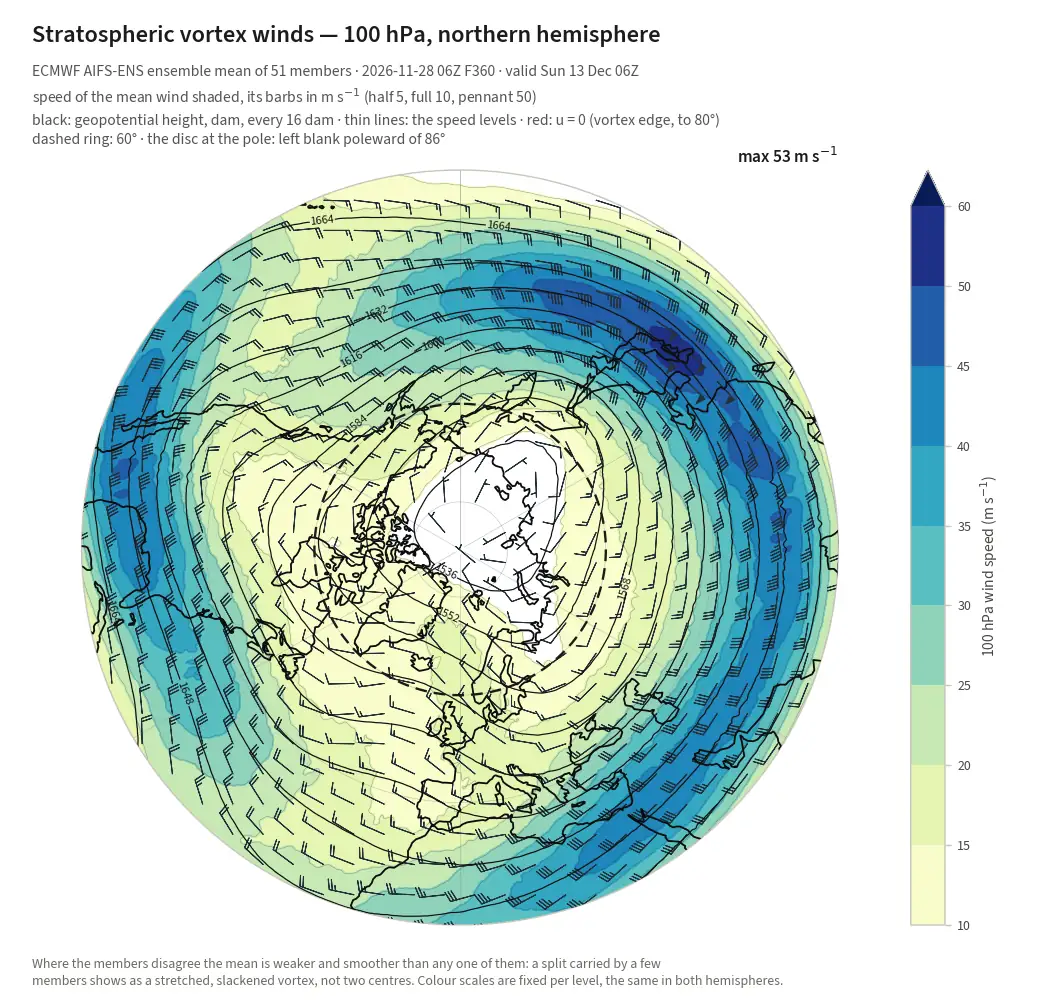 Stratospheric vortex winds — 100 hPa, northern hemisphere
ECMWF AIFS-ENS ensemble mean of 51 members · 2026-11-28 06Z F360 · valid Sun 13 Dec 06Z
speed of the mean wind shaded, its barbs in m s⁻¹ (half 5, full 10, pennant 50)
black: geopotential height, dam, every 16 dam · thin lines: the speed levels · red: u = 0 (vortex edge, to 80°)
dashed ring: 60° · the disc at the pole: left blank poleward of 86°
max 53 m s⁻¹
1664
1664
1632
1600
1616
1584
1536
1568
1552
1648
60
50
45
40
35
30
25
20
15
10
100 hPa wind speed (m s⁻¹)
Where the members disagree the mean is weaker and smoother than any one of them: a split carried by a few
members shows as a stretched, slackened vortex, not two centres. Colour scales are fixed per level, the same in both hemispheres.